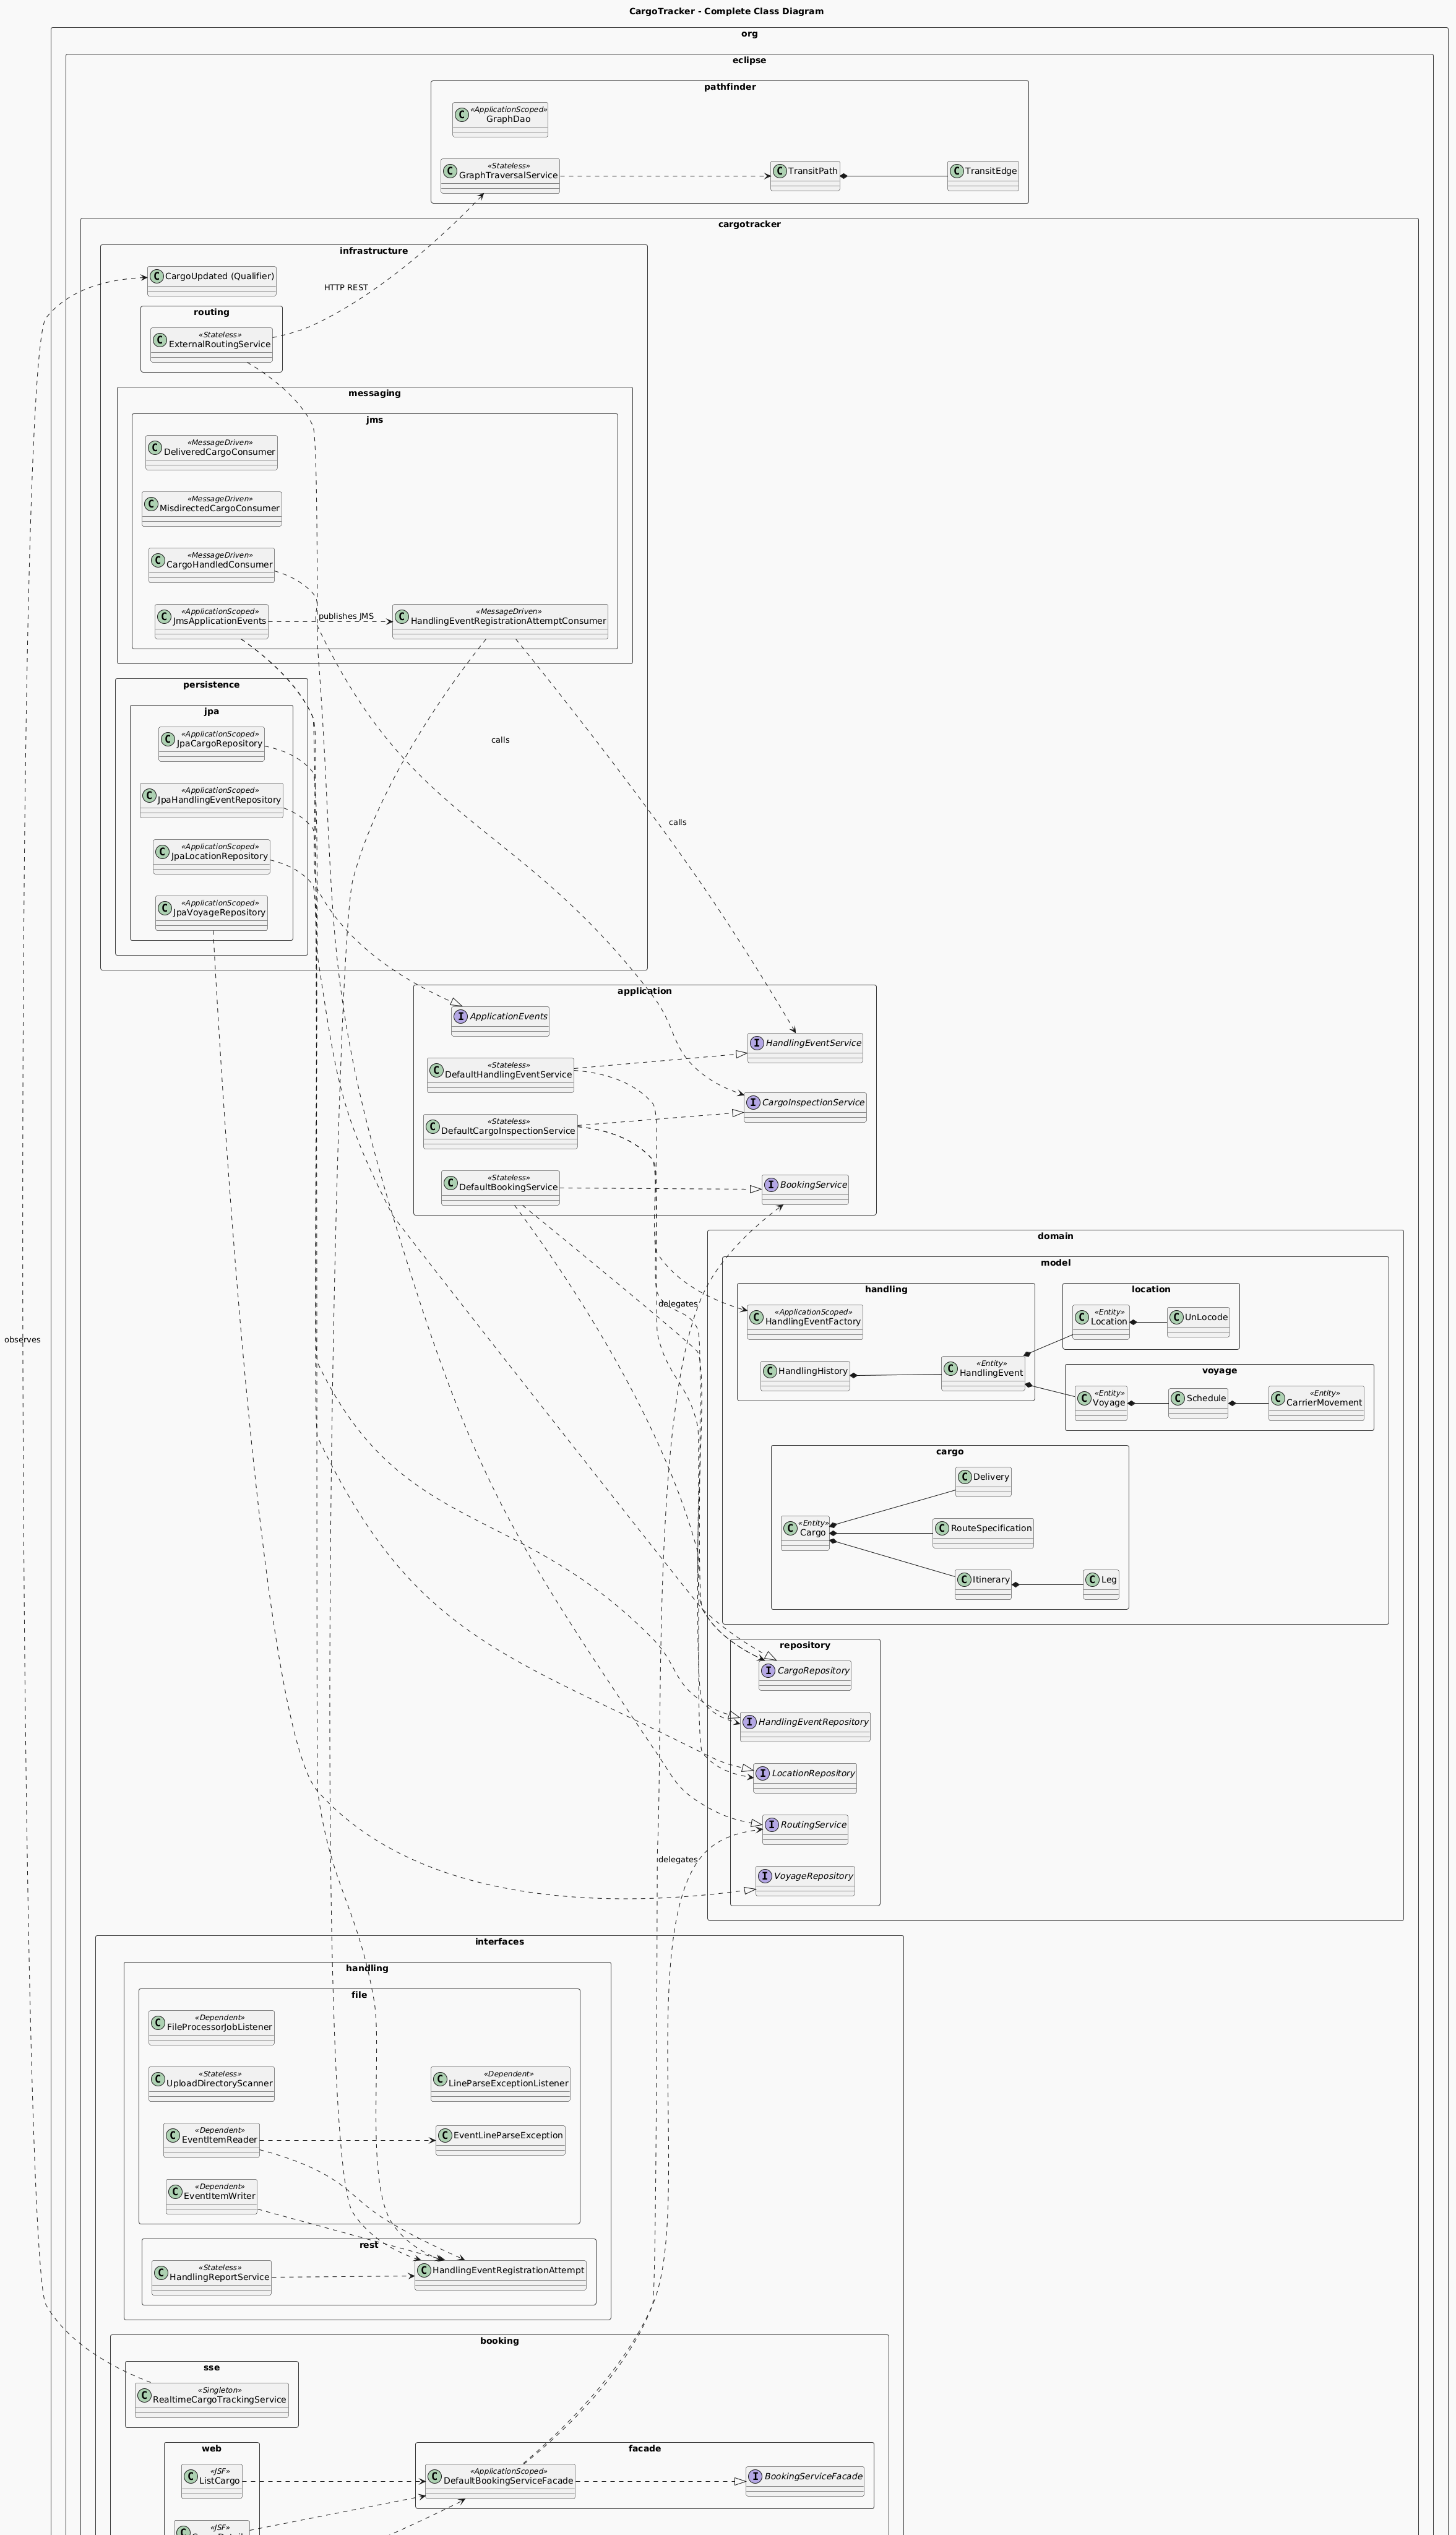 CargoTracker - Complete Class Diagram
org
eclipse
pathfinder
C «ApplicationScoped»
GraphDao
C «Stateless»
GraphTraversalService
C TransitPath
C TransitEdge
cargotracker
infrastructure
C CargoUpdated (Qualifier)
HTTP REST
routing
C «Stateless»
ExternalRoutingService
messaging
jms
C «MessageDriven»
DeliveredCargoConsumer
C «MessageDriven»
MisdirectedCargoConsumer
C «MessageDriven»
CargoHandledConsumer
C «ApplicationScoped»
JmsApplicationEvents
publishes JMS
C «MessageDriven»
HandlingEventRegistrationAttemptConsumer
persistence
jpa
C «ApplicationScoped»
JpaCargoRepository
calls
C «ApplicationScoped»
JpaHandlingEventRepository
calls
C «ApplicationScoped»
JpaLocationRepository
C «ApplicationScoped»
JpaVoyageRepository
application
I ApplicationEvents
I HandlingEventService
C «Stateless»
DefaultHandlingEventService
I CargoInspectionService
C «Stateless»
DefaultCargoInspectionService
C «Stateless»
DefaultBookingService
I BookingService
domain
model
handling
location
delegates
C «ApplicationScoped»
HandlingEventFactory
C «Entity»
Location
C UnLocode
C HandlingHistory
C «Entity»
HandlingEvent
voyage
C «Entity»
Voyage
C Schedule
C «Entity»
CarrierMovement
observes
cargo
C Delivery
C «Entity»
Cargo
C RouteSpecification
C Itinerary
C Leg
repository
I CargoRepository
I HandlingEventRepository
I LocationRepository
I RoutingService
delegates
I VoyageRepository
interfaces
handling
file
C «Dependent»
FileProcessorJobListener
C «Stateless»
UploadDirectoryScanner
C «Dependent»
LineParseExceptionListener
C «Dependent»
EventItemReader
C EventLineParseException
C «Dependent»
EventItemWriter
rest
C «Stateless»
HandlingReportService
C HandlingEventRegistrationAttempt
booking
sse
C «Singleton»
RealtimeCargoTrackingService
web
facade
C «JSF»
ListCargo
C «ApplicationScoped»
DefaultBookingServiceFacade
I BookingServiceFacade
C «JSF»